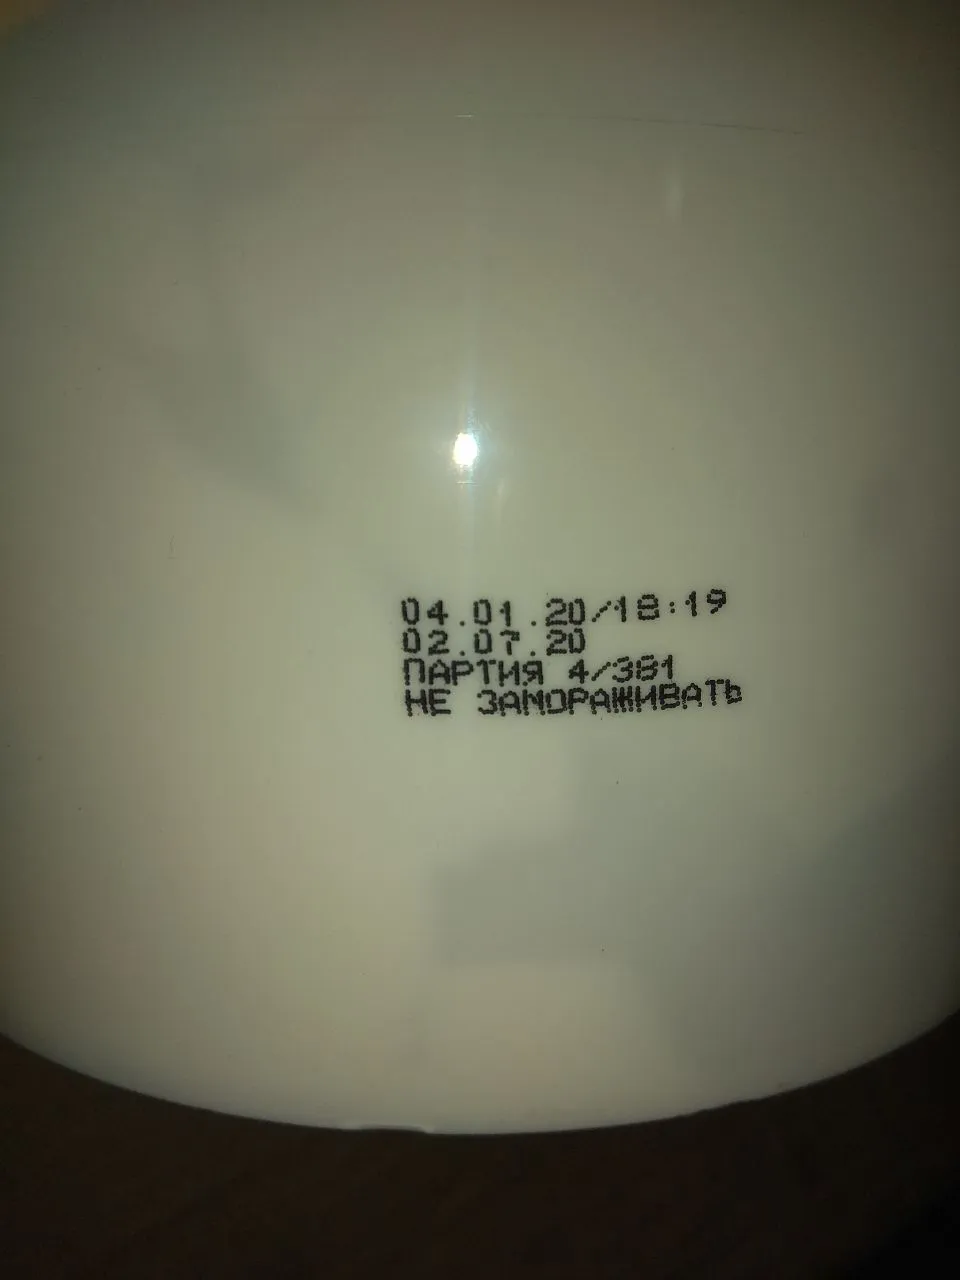 04.01.20/18:19
02.07.20
ПАРТИЯ 4/381
НЕ ЗАМОРАЖИВАТЬ